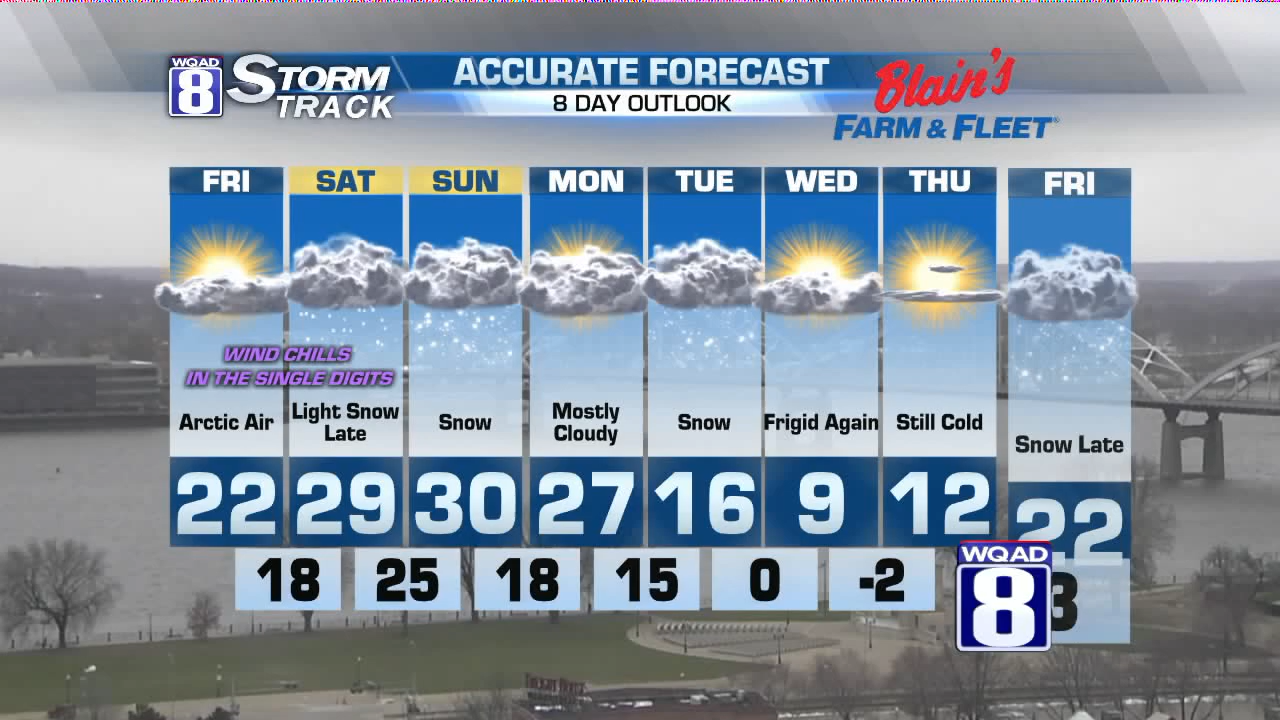 WQAD
8
STORM
TRACK
ACCURATE FORECAST
8 DAY OUTLOOK
Blain's
FARM & FLEET®
FRI
SAT
SUN
MON
TUE
WED
THU
FRI
WIND CHILLS
IN THE SINGLE DIGITS
Arctic Air
Light Snow
Late
Snow
Mostly
Cloudy
Snow
Frigid Again
Still Cold
Snow Late
22
29
30
27
16
9
12
22
18
25
18
15
0
-2
3
WQAD
8